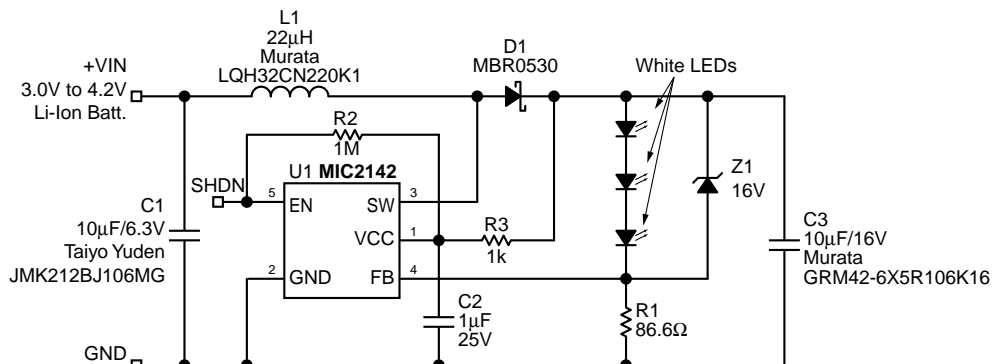 L1
22µH
Murata
LQH32CN220K1
D1
MBR0530
White LEDs
+VIN
3.0V to 4.2V
Li-Ion Batt.
R2
1M
U1 MIC2142
SHDN
5
EN
SW
3
VCC
1
2
GND
FB
4
R3
1k
Z1
16V
C1
10µF/6.3V
Taiyo Yuden
JMK212BJ106MG
C3
10µF/16V
Murata
GRM42-6X5R106K16
C2
1µF
25V
R1
86.6Ω
GND